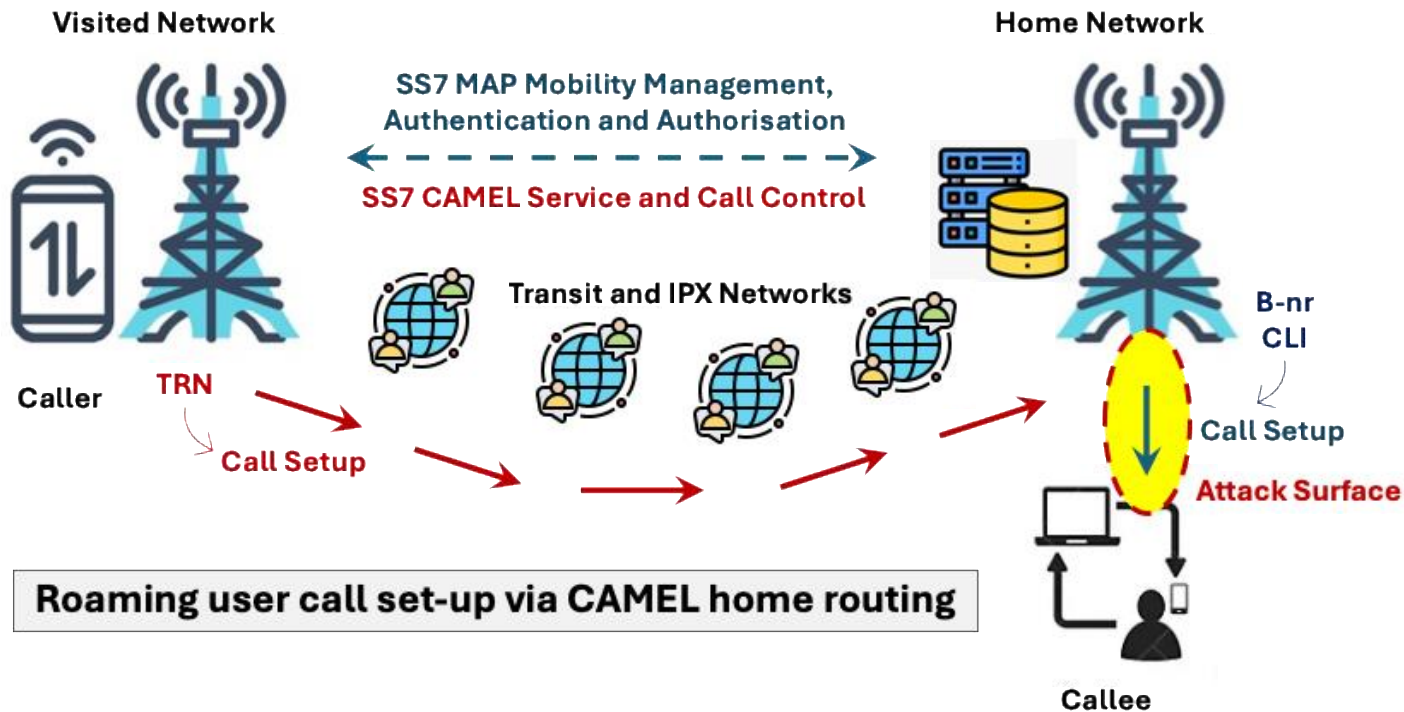 Visited Network
Home Network
SS7 MAP Mobility Management,
Authentication and Authorisation
SS7 CAMEL Service and Call Control
Transit and IPX Networks
B-nr
CLI
TRN
Caller
Call Setup
Call Setup
Attack Surface
Roaming user call set-up via CAMEL home routing
Callee